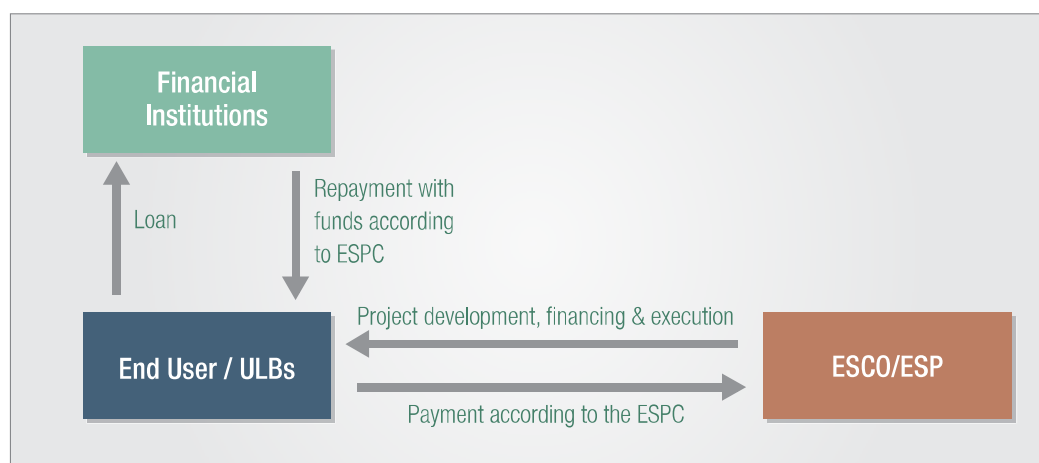 Financial
Institutions
Loan
Repayment with
funds according
to ESPC
Project development, financing & execution
End User / ULBs
ESCO/ESP
Payment according to the ESPC